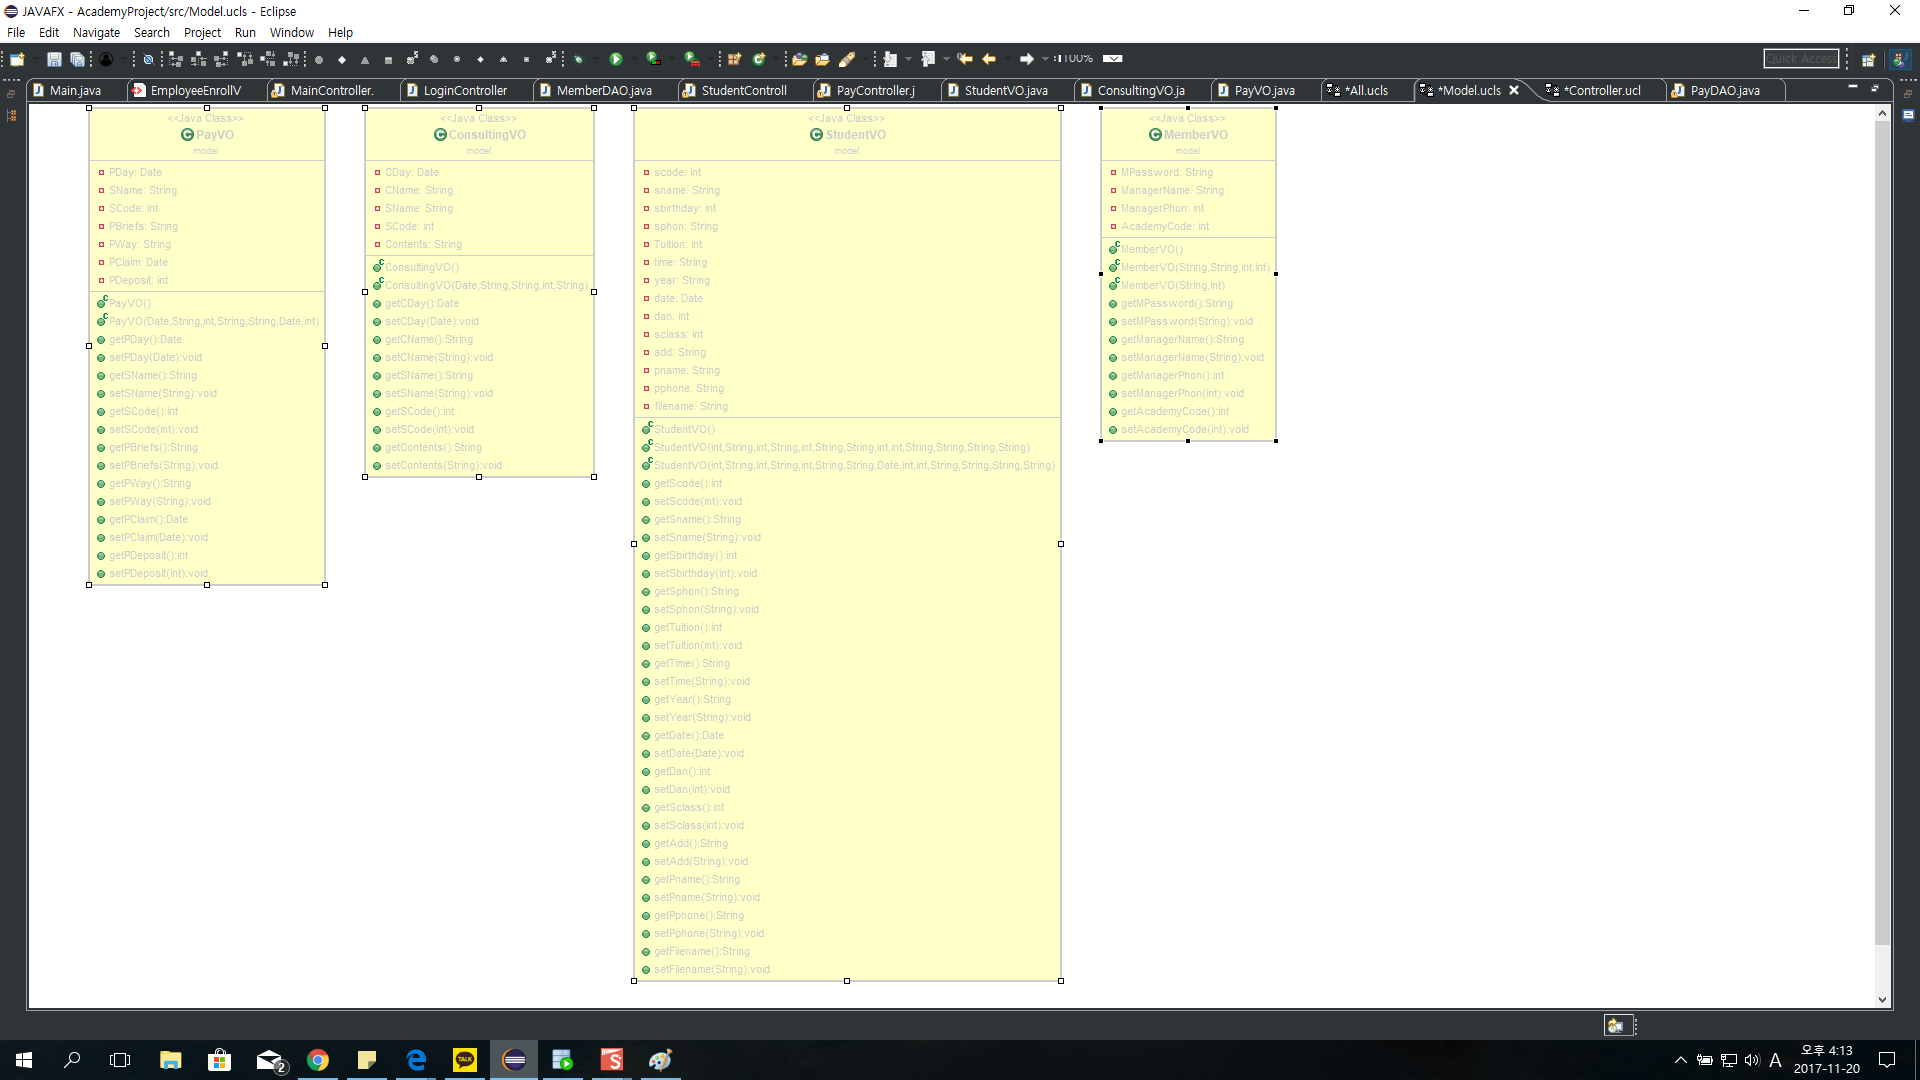 JAVAFX - AcademyProject/src/Model.ucls - Eclipse
File Edit Navigate Search Project Run Window Help
100%
Quick Access
Main.java EmployeeEnrollV MainController. LoginController MemberDAO.java StudentControll PayController.j StudentVO.java ConsultingVO.ja PayVO.java *All.ucls *Model.ucls *Controller.ucl PayDAO.java
<<Java Class>>
PayVO
model
PDay: Date
SName: String
SCode: int
PBriefs: String
PWay: String
PClaim: Date
PDeposit: int
PayVO()
PayVO(Date,String,int,String,String,Date,int)
getPDay():Date
setPDay(Date):void
getSName():String
setSName(String):void
getSCode():int
setSCode(int):void
getPBriefs():String
setPBriefs(String):void
getPWay():String
setPWay(String):void
getPClaim():Date
setPClaim(Date):void
getPDeposit():int
setPDeposit(int):void
<<Java Class>>
ConsultingVO
model
CDay: Date
CName: String
SName: String
SCode: int
Contents: String
ConsultingVO()
ConsultingVO(Date,String,String,int,String)
getCDay():Date
setCDay(Date):void
getCName():String
setCName(String):void
getSName():String
setSName(String):void
getSCode():int
setSCode(int):void
getContents():String
setContents(String):void
<<Java Class>>
StudentVO
model
scode: int
sname: String
sbirthday: int
sphon: String
Tuition: int
time: String
year: String
date: Date
dan: int
sclass: int
add: String
pname: String
pphone: String
filename: String
StudentVO()
StudentVO(int,String,int,String,int,String,String,int,int,String,String,String,String)
StudentVO(int,String,int,String,int,String,String,Date,int,int,String,String,String,String)
getScode():int
setScode(int):void
getSname():String
setSname(String):void
getSbirthday():int
setSbirthday(int):void
getSphon():String
setSphon(String):void
getTuition():int
setTuition(int):void
getTime():String
setTime(String):void
getYear():String
setYear(String):void
getDate():Date
setDate(Date):void
getDan():int
setDan(int):void
getSclass():int
setSclass(int):void
getAdd():String
setAdd(String):void
getPname():String
setPname(String):void
getPphone():String
setPphone(String):void
getFilename():String
setFilename(String):void
<<Java Class>>
MemberVO
model
MPassword: String
ManagerName: String
ManagerPhon: int
AcademyCode: int
MemberVO()
MemberVO(String,String,int,int)
MemberVO(String,int)
getMPassword():String
setMPassword(String):void
getManagerName():String
setManagerName(String):void
getManagerPhon():int
setManagerPhon(int):void
getAcademyCode():int
setAcademyCode(int):void
2
TALK
A
오후 4:13
2017-11-20